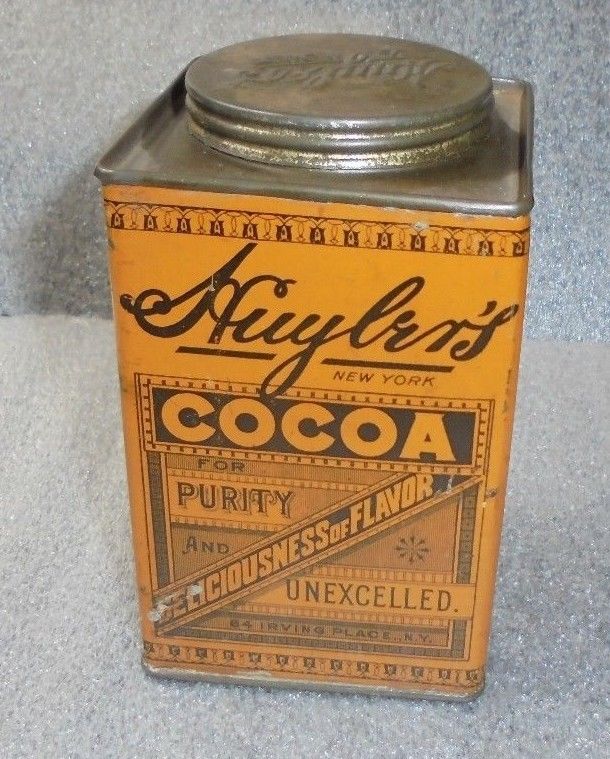 Huyler's
NEW YORK
COCOA
FOR
PURITY
AND
DELICIOUSNESS OF FLAVOR
UNEXCELLED.
64 IRVING PLACE., N.Y.